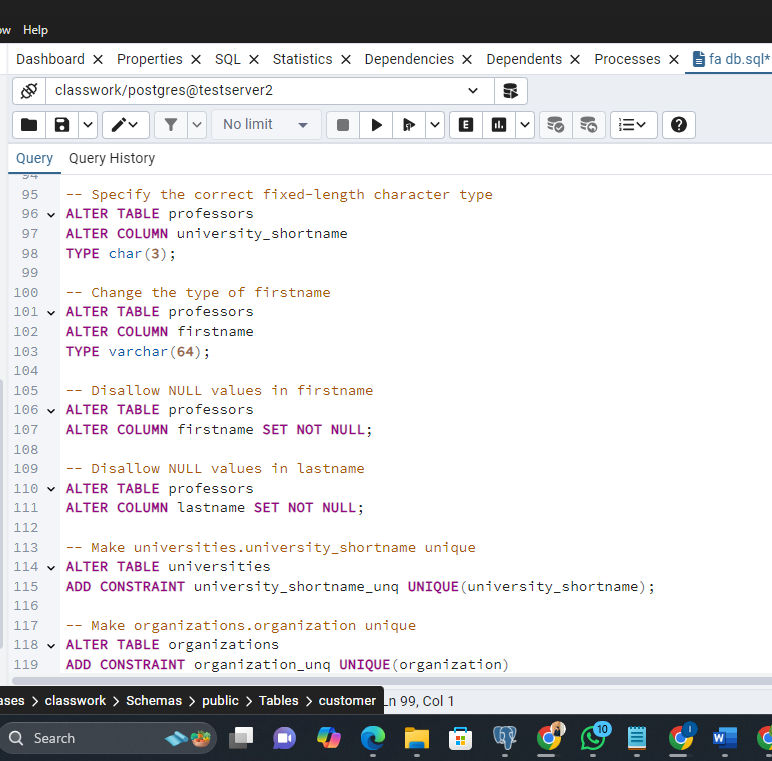 ow Help
Dashboard X Properties X SQL X Statistics X Dependencies X Dependents X Processes X fa db.sql*
classwork/postgres@testserver2
No limit E
Query Query History
94
95 -- Specify the correct fixed-length character type
96 ALTER TABLE professors
97 ALTER COLUMN university_shortname
98 TYPE char(3);
99
100 -- Change the type of firstname
101 ALTER TABLE professors
102 ALTER COLUMN firstname
103 TYPE varchar(64);
104
105 -- Disallow NULL values in firstname
106 ALTER TABLE professors
107 ALTER COLUMN firstname SET NOT NULL;
108
109 -- Disallow NULL values in lastname
110 ALTER TABLE professors
111 ALTER COLUMN lastname SET NOT NULL;
112
113 -- Make universities.university_shortname unique
114 ALTER TABLE universities
115 ADD CONSTRAINT university_shortname_unq UNIQUE(university_shortname);
116
117 -- Make organizations.organization unique
118 ALTER TABLE organizations
119 ADD CONSTRAINT organization_unq UNIQUE(organization)
ases > classwork > Schemas > public > Tables > customer Ln 99, Col 1
Search 10 W